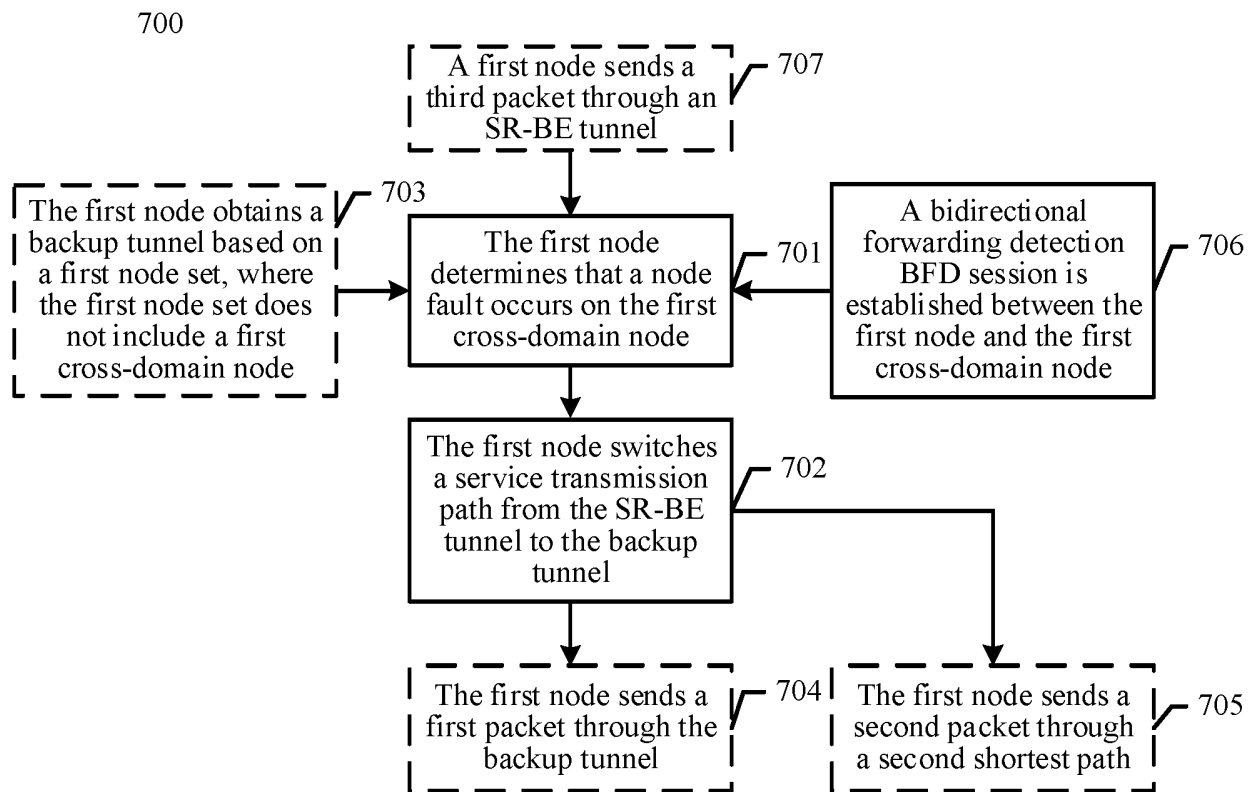 700
A first node sends a
third packet through an
SR-BE tunnel
707
703
The first node obtains a
backup tunnel based on
a first node set, where
the first node set does
not include a first
cross-domain node
The first node
determines that a node
fault occurs on the first
cross-domain node
701
A bidirectional
forwarding detection
BFD session is
established between the
first node and the first
cross-domain node
706
The first node switches
a service transmission
path from the SR-BE
tunnel to the backup
tunnel
702
The first node sends a
first packet through the
backup tunnel
704
The first node sends a
second packet through
a second shortest path
705